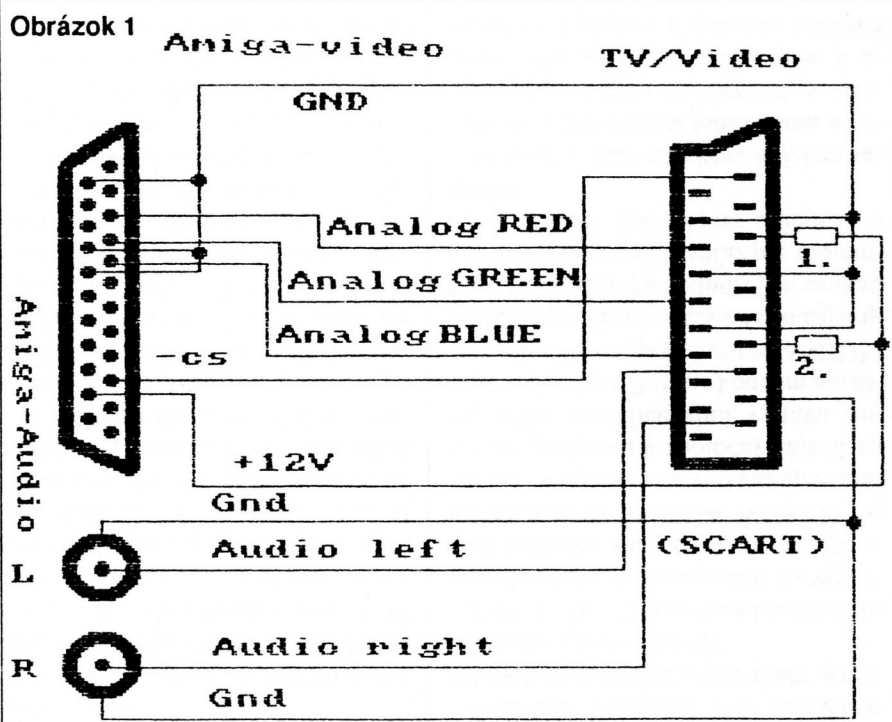 Obrázok 1
Amiga-video
TV/Video
GND
Analog RED
1.
Analog GREEN
Analog BLUE
2.
-cs
+12V
Amiga-Audio
Gnd
Audio left
L
(SCART)
Audio right
R
Gnd